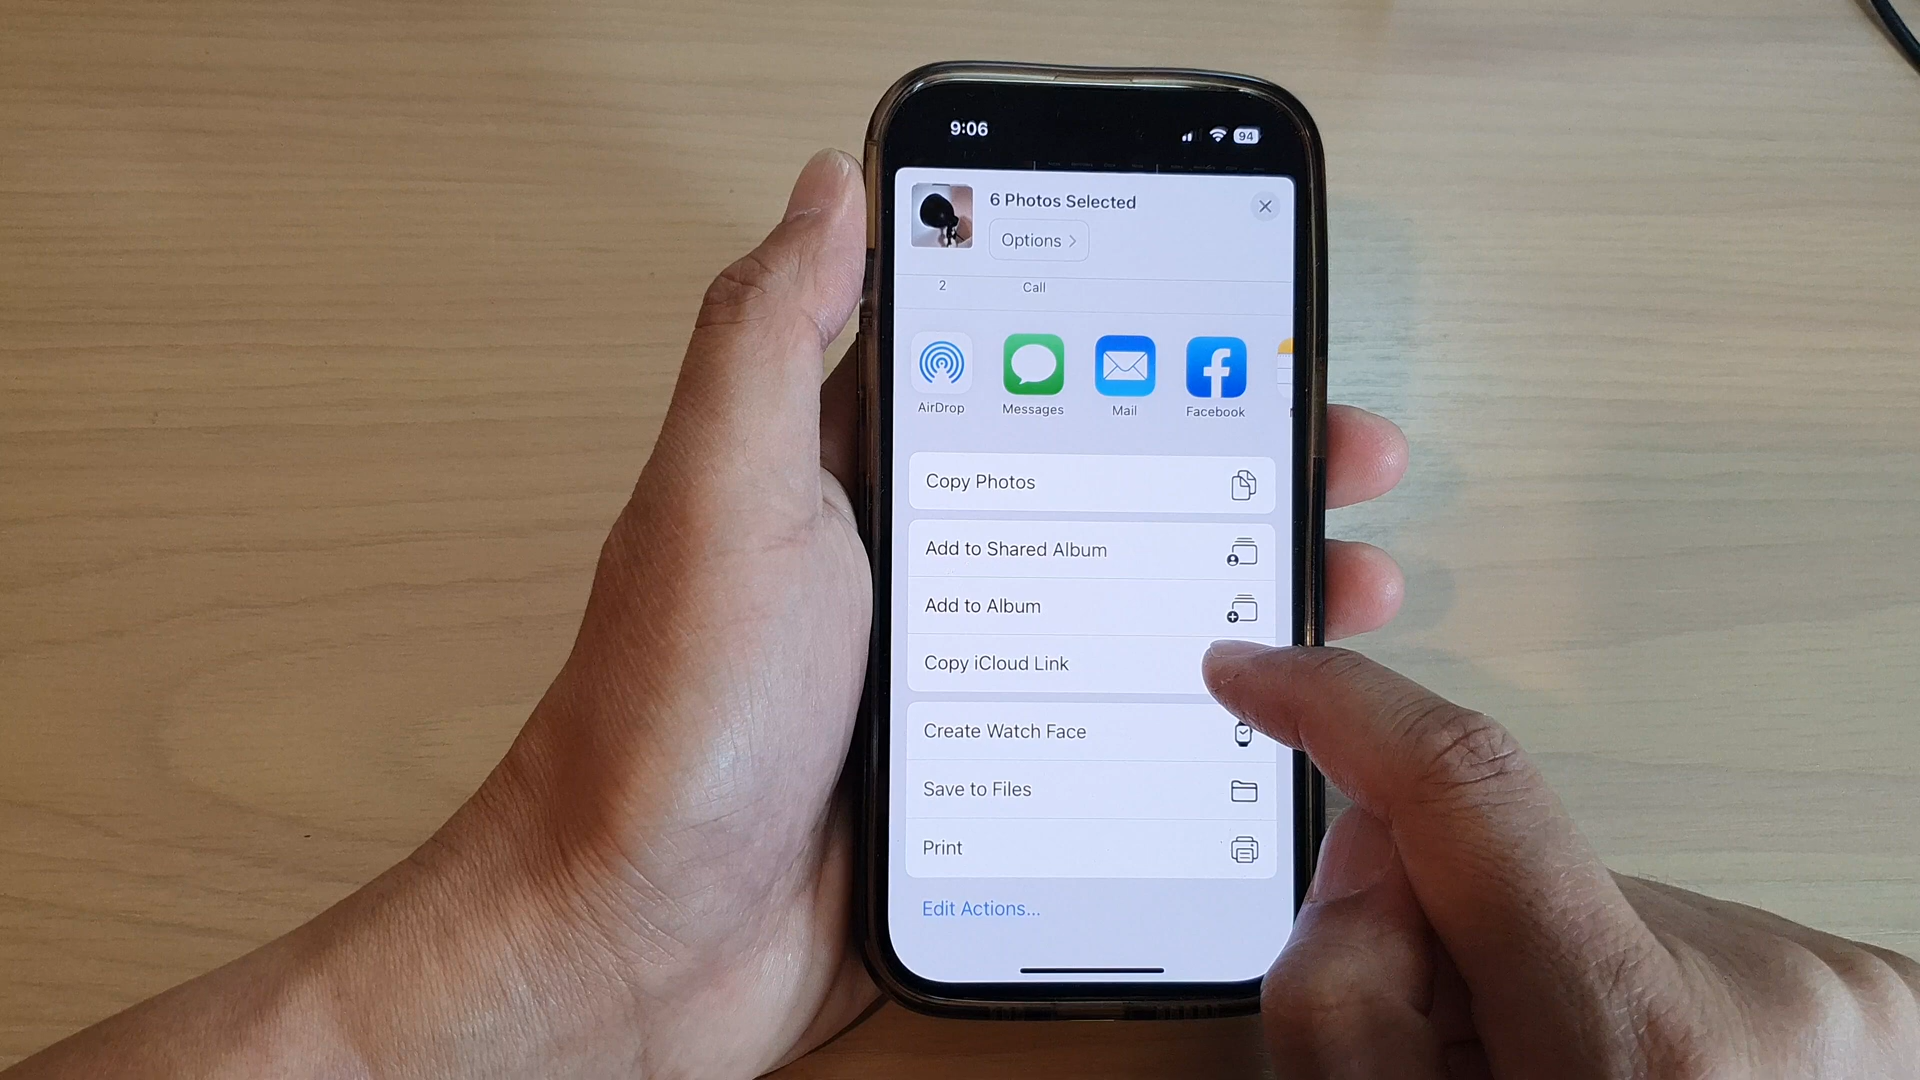 9:06
94
6 Photos Selected
Options
2 Call
AirDrop Messages Mail Facebook
Copy Photos
Add to Shared Album
Add to Album
Copy iCloud Link
Create Watch Face
Save to Files
Print
Edit Actions...